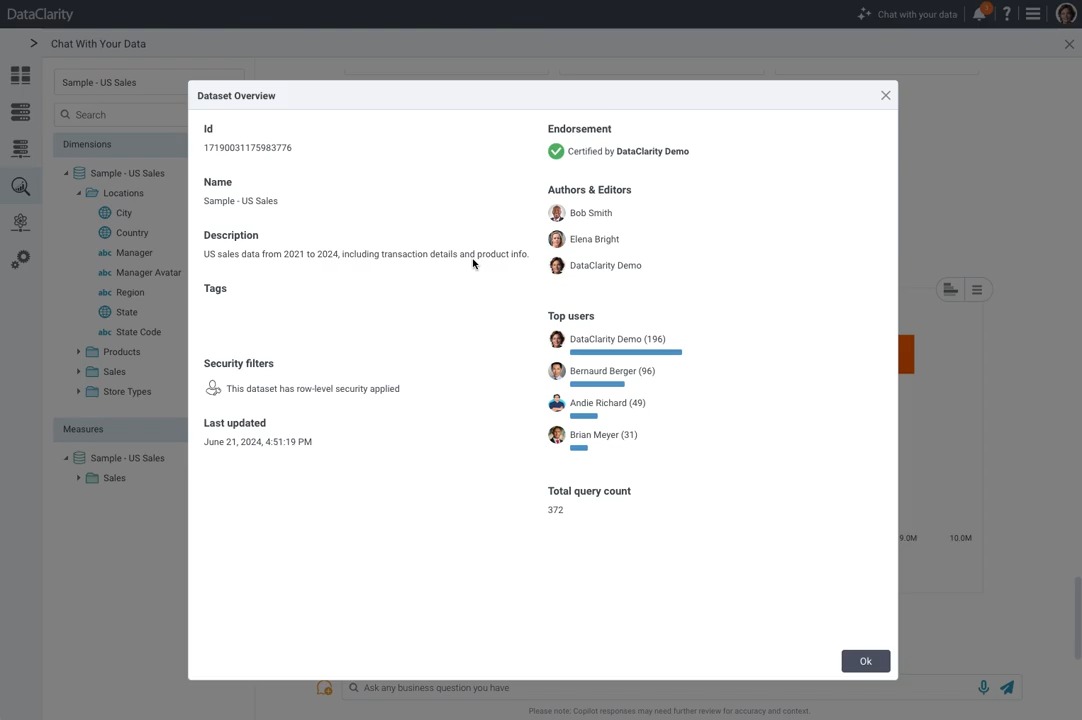 DataClarity
Chat with your data
?
Chat With Your Data
Sample - US Sales
Search
Dimensions
Sample - US Sales
Locations
City
Country
abc Manager
abc Manager Avatar
abc Region
State
abc State Code
Products
Sales
Store Types
Measures
Sample - US Sales
Sales
Dataset Overview
Id
17190031175983776
Name
Sample - US Sales
Description
US sales data from 2021 to 2024, including transaction details and product info.
Tags
Security filters
This dataset has row-level security applied
Last updated
June 21, 2024, 4:51:19 PM
Endorsement
Certified by DataClarity Demo
Authors & Editors
Bob Smith
Elena Bright
DataClarity Demo
Top users
DataClarity Demo (196)
Bernaurd Berger (96)
Andie Richard (49)
Brian Meyer (31)
Total query count
372
Ok
9.0M 10.0M
Ask any business question you have
Please note: Copilot responses may need further review for accuracy and context.